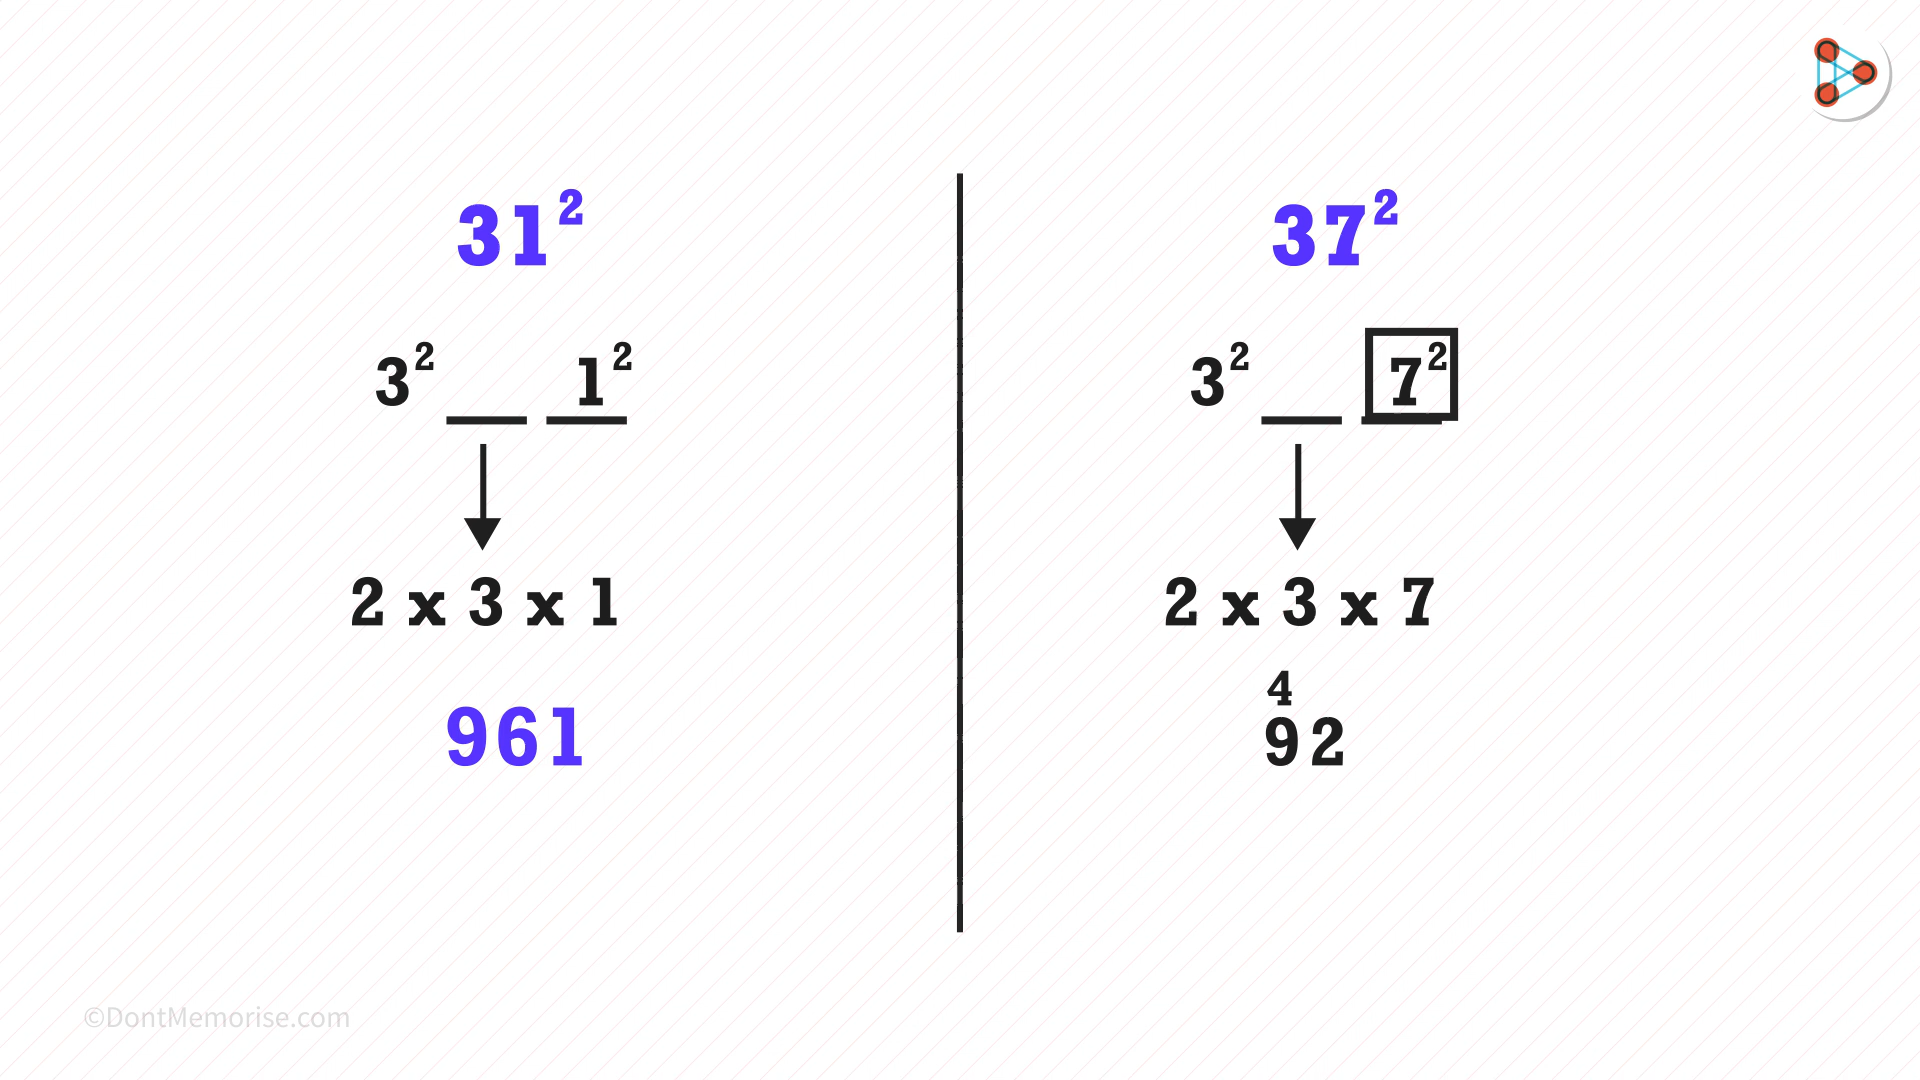 31²
3² __ 1²
2 x 3 x 1
961
37²
3² __ 7²
2 x 3 x 7
4
92
©DontMemorise.com